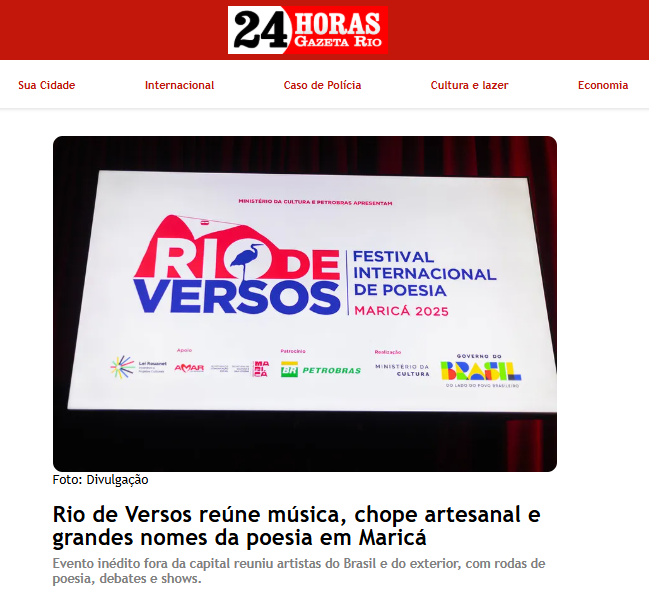 24 HORAS
GAZETA RIO
Sua Cidade
Internacional
Caso de Polícia
Cultura e lazer
Economia
MINISTÉRIO DA CULTURA E PETROBRAS APRESENTAM
RIO DE
VERSOS
FESTIVAL
INTERNACIONAL
DE POESIA
MARICÁ 2025
Apoio
Patrocínio
Realização
Lei Rouanet
AMAR
MA
RI
CÁ
BR PETROBRAS
MINISTÉRIO DA
CULTURA
GOVERNO DO
BRASIL
DO LADO DO POVO BRASILEIRO
Foto: Divulgação
Rio de Versos reúne música, chope artesanal e
grandes nomes da poesia em Maricá
Evento inédito fora da capital reuniu artistas do Brasil e do exterior, com rodas de
poesia, debates e shows.